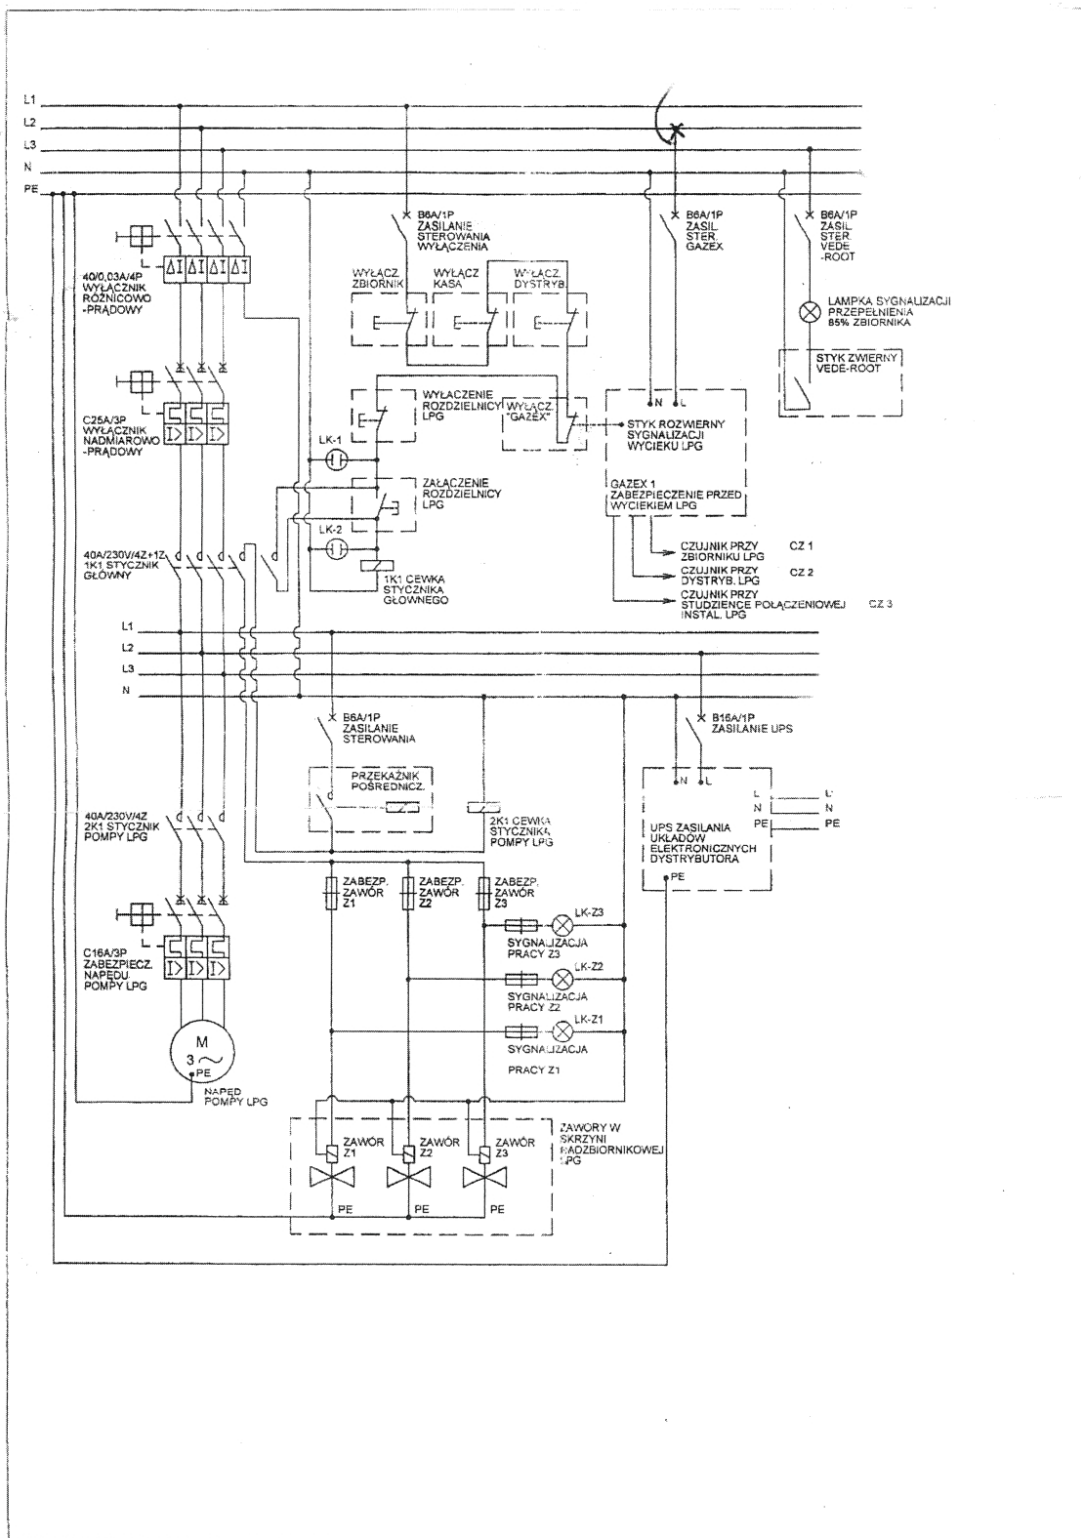 L1
L2
L3
N
PE
B6A/1P
ZASILANIE
STEROWANIA
WYŁĄCZENIA
B6A/1P
ZASIL
STER.
GAZEX
B6A/1P
ZASIL
STER.
VEDE
-ROOT
40/0,03A/4P
WYŁĄCZNIK
RÓŻNICOWO
-PRĄDOWY
ΔI ΔI ΔI ΔI
WYŁĄCZ.
ZBIORNIK
WYŁĄCZ
KASA
WYŁĄCZ.
DYSTRYB.
LAMPKA SYGNALIZACJI
PRZEPEŁNIENIA
85% ZBIORNIKA
STYK ZWIERNY
VEDE-ROOT
C25A/3P
WYŁĄCZNIK
NADMIAROWO
-PRĄDOWY
I> I> I>
WYŁĄCZENIE
ROZDZIELNICY
LPG
WYŁĄCZ.
"GAZEX"
N L
STYK ROZWIERNY
SYGNALIZACJI
WYCIEKU LPG
LK-1
ZAŁĄCZENIE
ROZDZIELNICY
LPG
GAZEX 1
ZABEZPIECZENIE PRZED
WYCIEKIEM LPG
LK-2
40A/230V/4Z+1Z
1K1 STYCZNIK
GŁÓWNY
1K1 CEWKA
STYCZNIKA
GŁOWNEGO
CZUJNIK PRZY CZ 1
ZBIORNIKU LPG
CZUJNIK PRZY CZ 2
DYSTRYB. LPG
CZUJNIK PRZY
STUDZIENCE POŁĄCZENIOWEJ CZ 3
INSTAL. LPG
L1
L2
L3
N
B6A/1P
ZASILANIE
STEROWANIA
B16A/1P
ZASILANIE UPS
PRZEKAŹNIK
POŚREDNICZ.
N L
L L
N N
PE PE
40A/230V/4Z
2K1 STYCZNIK
POMPY LPG
2K1 CEWKA
STYCZNIKA
POMPY LPG
UPS ZASILANIA
UKŁADÓW
ELEKTRONICZNYCH
DYSTRYBUTORA
PE
ZABEZP.
ZAWÓR
Z1
ZABEZP.
ZAWÓR
Z2
ZABEZP.
ZAWÓR
Z3
LK-Z3
SYGNALIZACJA
PRACY Z3
LK-Z2
SYGNALIZACJA
PRACY Z2
LK-Z1
SYGNALIZACJA
PRACY Z1
C16A/3P
ZABEZPIECZ.
NAPĘDU
POMPY LPG
I> I> I>
M
3 ~
PE
NAPĘD
POMPY LPG
ZAWORY W
SKRZYNI
NADZBIORNIKOWEJ
LPG
ZAWÓR
Z1
ZAWÓR
Z2
ZAWÓR
Z3
PE PE PE